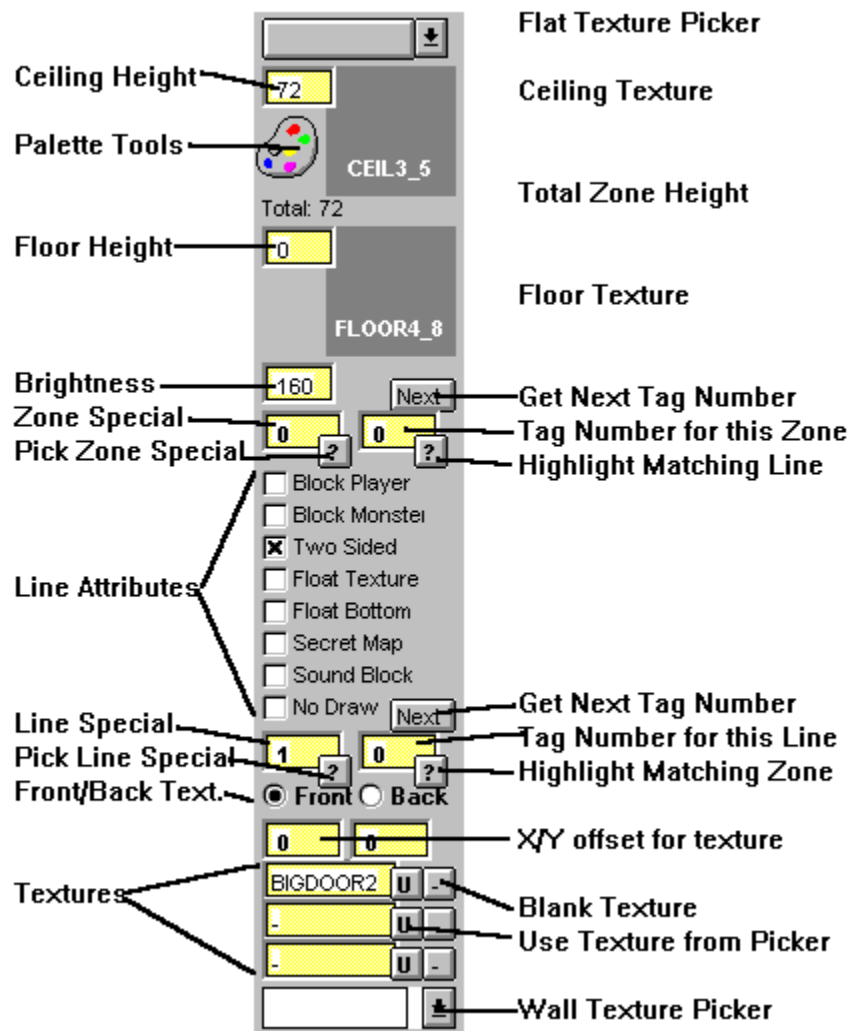 Flat Texture Picker
Ceiling Height 72 Ceiling Texture
Palette Tools CEIL3_5
Total Zone Height
Total: 72
Floor Height 0
Floor Texture
FLOOR4_8
Brightness 160 Next Get Next Tag Number
Zone Special 0 0 Tag Number for this Zone
Pick Zone Special ? ? Highlight Matching Line
Block Player
Block Monster
Two Sided
Line Attributes Float Texture
Float Bottom
Secret Map
Sound Block
No Draw Next Get Next Tag Number
Line Special 1 0 Tag Number for this Line
Pick Line Special ? ? Highlight Matching Zone
Front/Back Text. Front Back
0 0 X/Y offset for texture
Textures BIGDOOR2 U - Blank Texture
- U - Use Texture from Picker
- U -
Wall Texture Picker